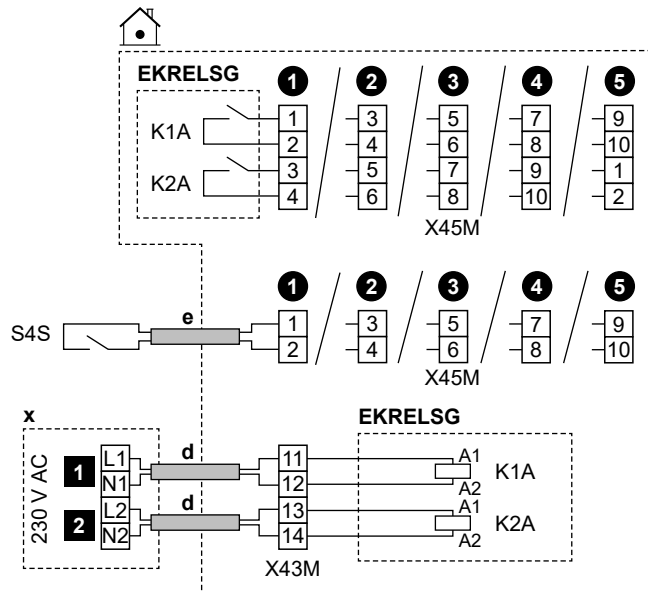 EKRELSG 1 2 3 4 5
K1A 1 3 5 7 9
2 4 6 8 10
K2A 3 5 7 9 1
4 6 8 10 2
X45M
1 2 3 4 5
S4S e 1 3 5 7 9
2 4 6 8 10
X45M
x EKRELSG
230 V AC
1 L1 d 11 A1 K1A
N1 12 A2
2 L2 d 13 A1 K2A
N2 14 A2
X43M